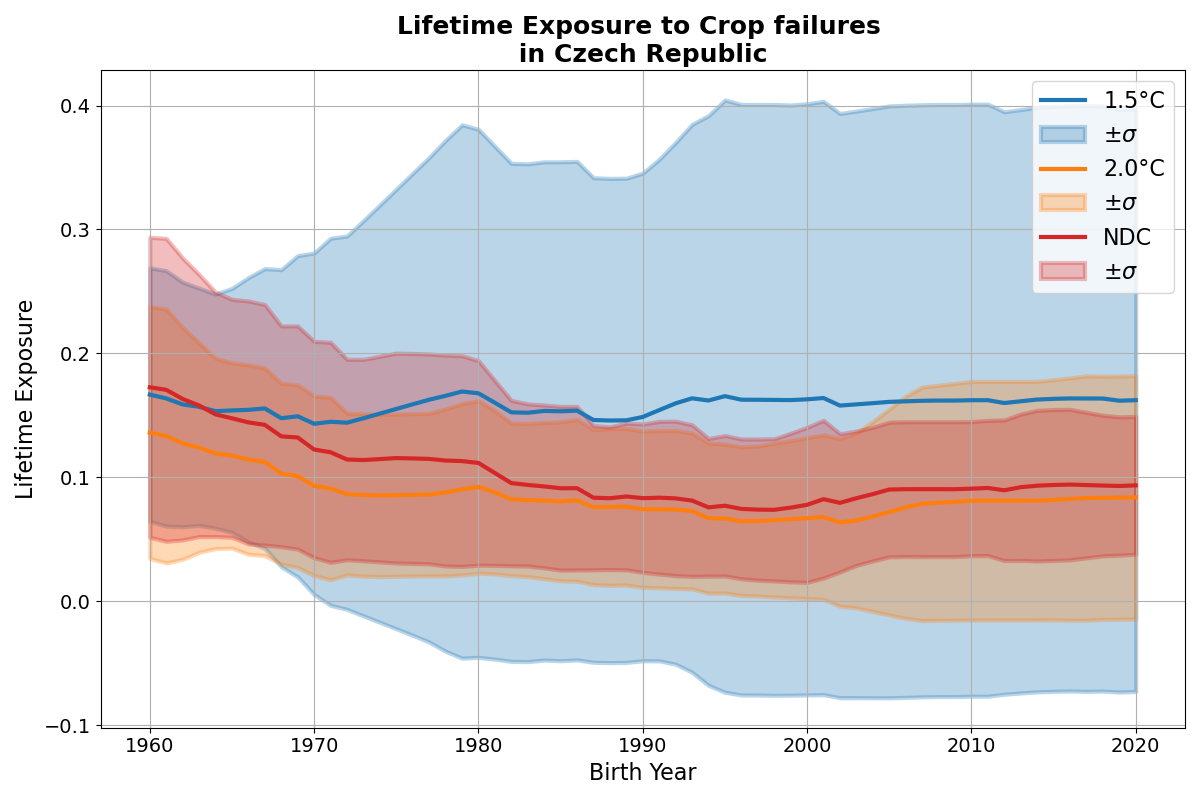 Lifetime Exposure to Crop failures
in Czech Republic
Lifetime Exposure
0.4
0.3
0.2
0.1
0.0
−0.1
1960
1970
1980
1990
2000
2010
2020
Birth Year
1.5°C
±σ
2.0°C
±σ
NDC
±σ